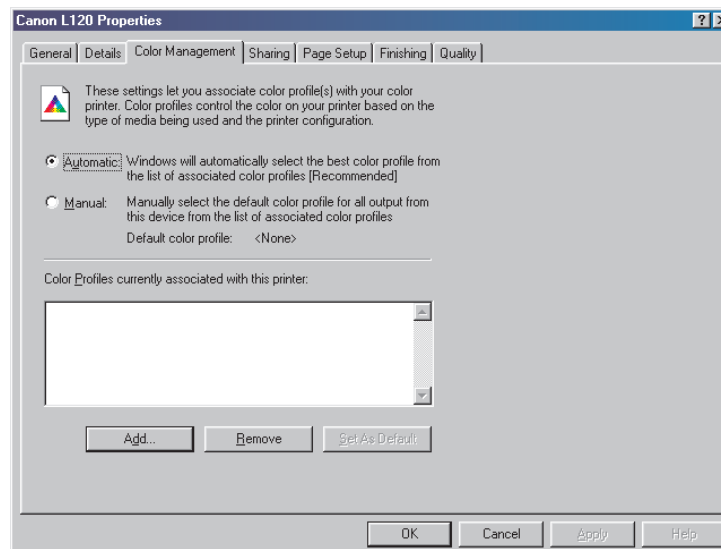 Canon L120 Properties
General Details Color Management Sharing Page Setup Finishing Quality
These settings let you associate color profile(s) with your color
printer. Color profiles control the color on your printer based on the
type of media being used and the printer configuration.
Automatic: Windows will automatically select the best color profile from
the list of associated color profiles [Recommended]
Manual: Manually select the default color profile for all output from
this device from the list of associated color profiles
Default color profile: <None>
Color Profiles currently associated with this printer:
Add... Remove Set As Default
OK Cancel Apply Help